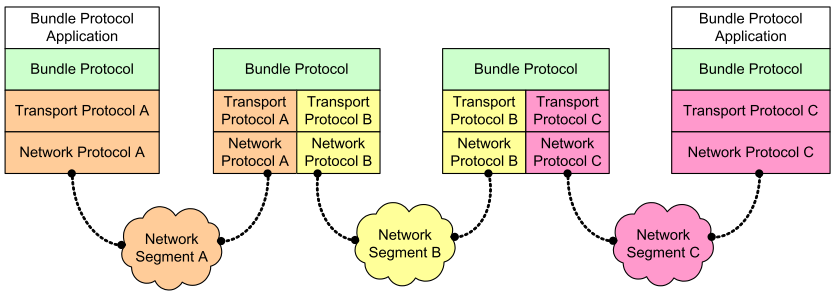 Bundle Protocol
Application
Bundle Protocol
Transport Protocol A
Network Protocol A
Bundle Protocol
Transport
Protocol A
Transport
Protocol B
Network
Protocol A
Network
Protocol B
Bundle Protocol
Transport
Protocol B
Transport
Protocol C
Network
Protocol B
Network
Protocol C
Bundle Protocol
Application
Bundle Protocol
Transport Protocol C
Network Protocol C
Network
Segment A
Network
Segment B
Network
Segment C